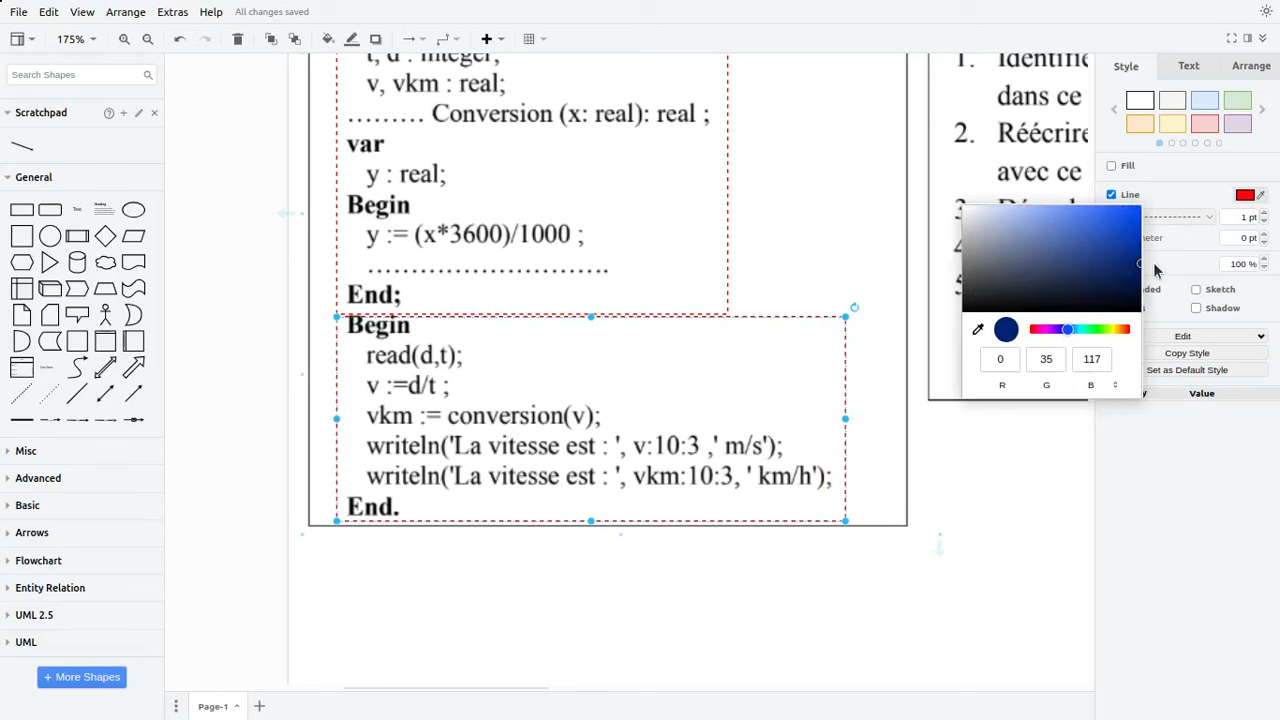 File Edit View Arrange Extras Help All changes saved
175%
Search Shapes
Scratchpad
General
Text
Heading
Misc
Advanced
Basic
Arrows
Flowchart
Entity Relation
UML 2.5
UML
+ More Shapes
t, d : integer;
v, vkm : real;
……… Conversion (x: real): real ;
var
y : real;
Begin
y := (x*3600)/1000 ;
……………………….
End;
Begin
read(d,t);
v :=d/t ;
vkm := conversion(v);
writeln('La vitesse est : ', v:10:3 ,' m/s');
writeln('La vitesse est : ', vkm:10:3, ' km/h');
End.
1. Identifie
dans ce
2. Réécrire
avec ce
Style Text Arrange
Fill
Line
1 pt
0 pt
100 %
Sketch
Shadow
Edit
Copy Style
Set as Default Style
Value
0 35 117
R G B
Page-1